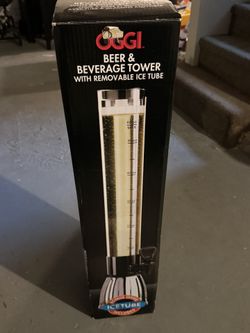 OGGI
BEER &
BEVERAGE TOWER
WITH REMOVABLE ICE TUBE
ICETUBE